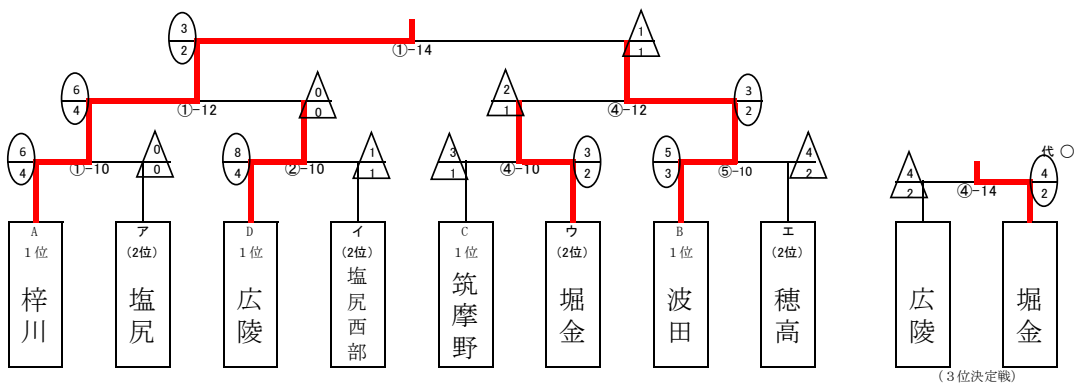 3
2
①-14
1
1
6
4
①-12
0
0
2
1
④-12
3
2
6
4
①-10
0
0
8
4
②-10
1
1
3
1
④-10
3
2
5
3
⑤-10
4
2
4
2
④-14
代 〇
4
2
A
1位
梓川
ア
(2位)
塩尻
D
1位
広陵
イ
(2位)
塩尻西部
C
1位
筑摩野
ウ
(2位)
堀金
B
1位
波田
エ
(2位)
穂高
広陵
堀金
(3位決定戦)